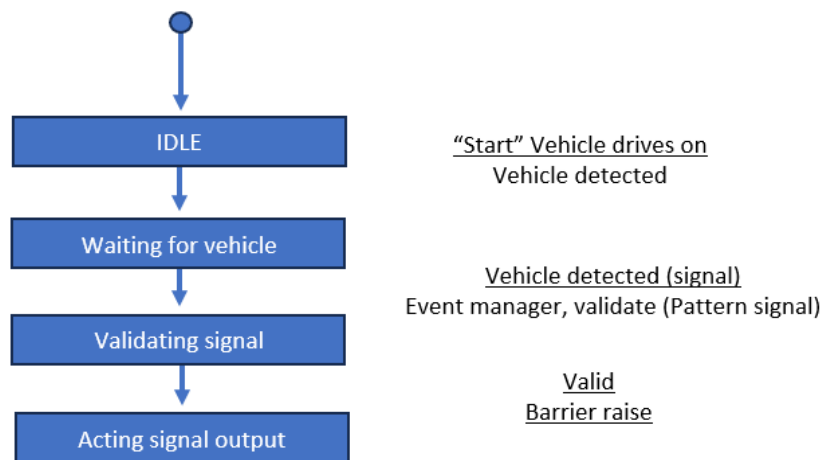 IDLE
“Start” Vehicle drives on
Vehicle detected
Waiting for vehicle
Vehicle detected (signal)
Event manager, validate (Pattern signal)
Validating signal
Valid
Barrier raise
Acting signal output